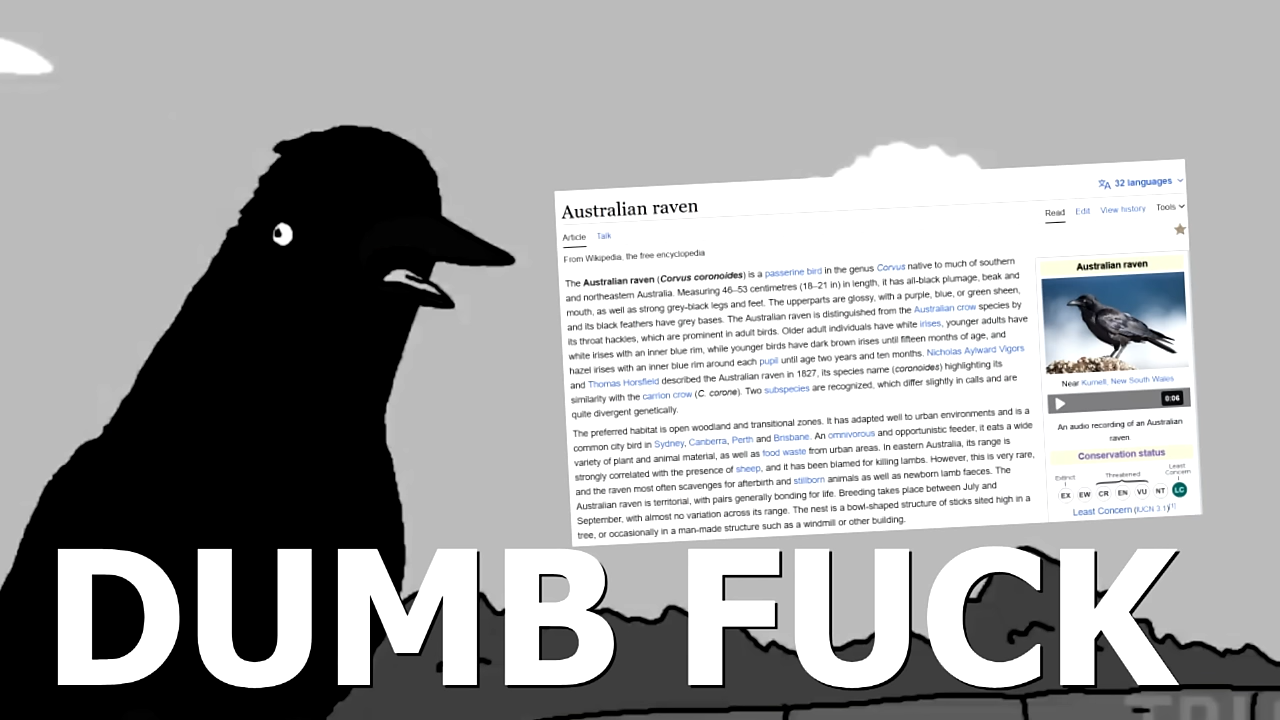 32 languages
Australian raven
Article Talk
Read Edit View history Tools
From Wikipedia, the free encyclopedia
The Australian raven (Corvus coronoides) is a passerine bird in the genus Corvus native to much of southern
and northeastern Australia. Measuring 46–53 centimetres (18–21 in) in length, it has all-black plumage, beak and
mouth, as well as strong grey-black legs and feet. The upperparts are glossy, with a purple, blue, or green sheen,
and its black feathers have grey bases. The Australian raven is distinguished from the Australian crow species by
its throat hackles, which are prominent in adult birds. Older adult individuals have white irises, younger adults have
white irises with an inner blue rim, while younger birds have dark brown irises until fifteen months of age, and
hazel irises with an inner blue rim around each pupil until age two years and ten months. Nicholas Aylward Vigors
and Thomas Horsfield described the Australian raven in 1827, its species name (coronoides) highlighting its
similarity with the carrion crow (C. corone). Two subspecies are recognized, which differ slightly in calls and are
quite divergent genetically.
The preferred habitat is open woodland and transitional zones. It has adapted well to urban environments and is a
common city bird in Sydney, Canberra, Perth and Brisbane. An omnivorous and opportunistic feeder, it eats a wide
variety of plant and animal material, as well as food waste from urban areas. In eastern Australia, its range is
strongly correlated with the presence of sheep, and it has been blamed for killing lambs. However, this is very rare,
and the raven most often scavenges for afterbirth and stillborn animals as well as newborn lamb faeces. The
Australian raven is territorial, with pairs generally bonding for life. Breeding takes place between July and
September, with almost no variation across its range. The nest is a bowl-shaped structure of sticks sited high in a
tree, or occasionally in a man-made structure such as a windmill or other building.
Australian raven
Near Kurnell, New South Wales
0:06
An audio recording of an Australian
raven
Conservation status
Extinct Threatened Least
Concern
EX EW CR EN VU NT LC
Least Concern (IUCN 3.1)[1]
DUMB FUCK